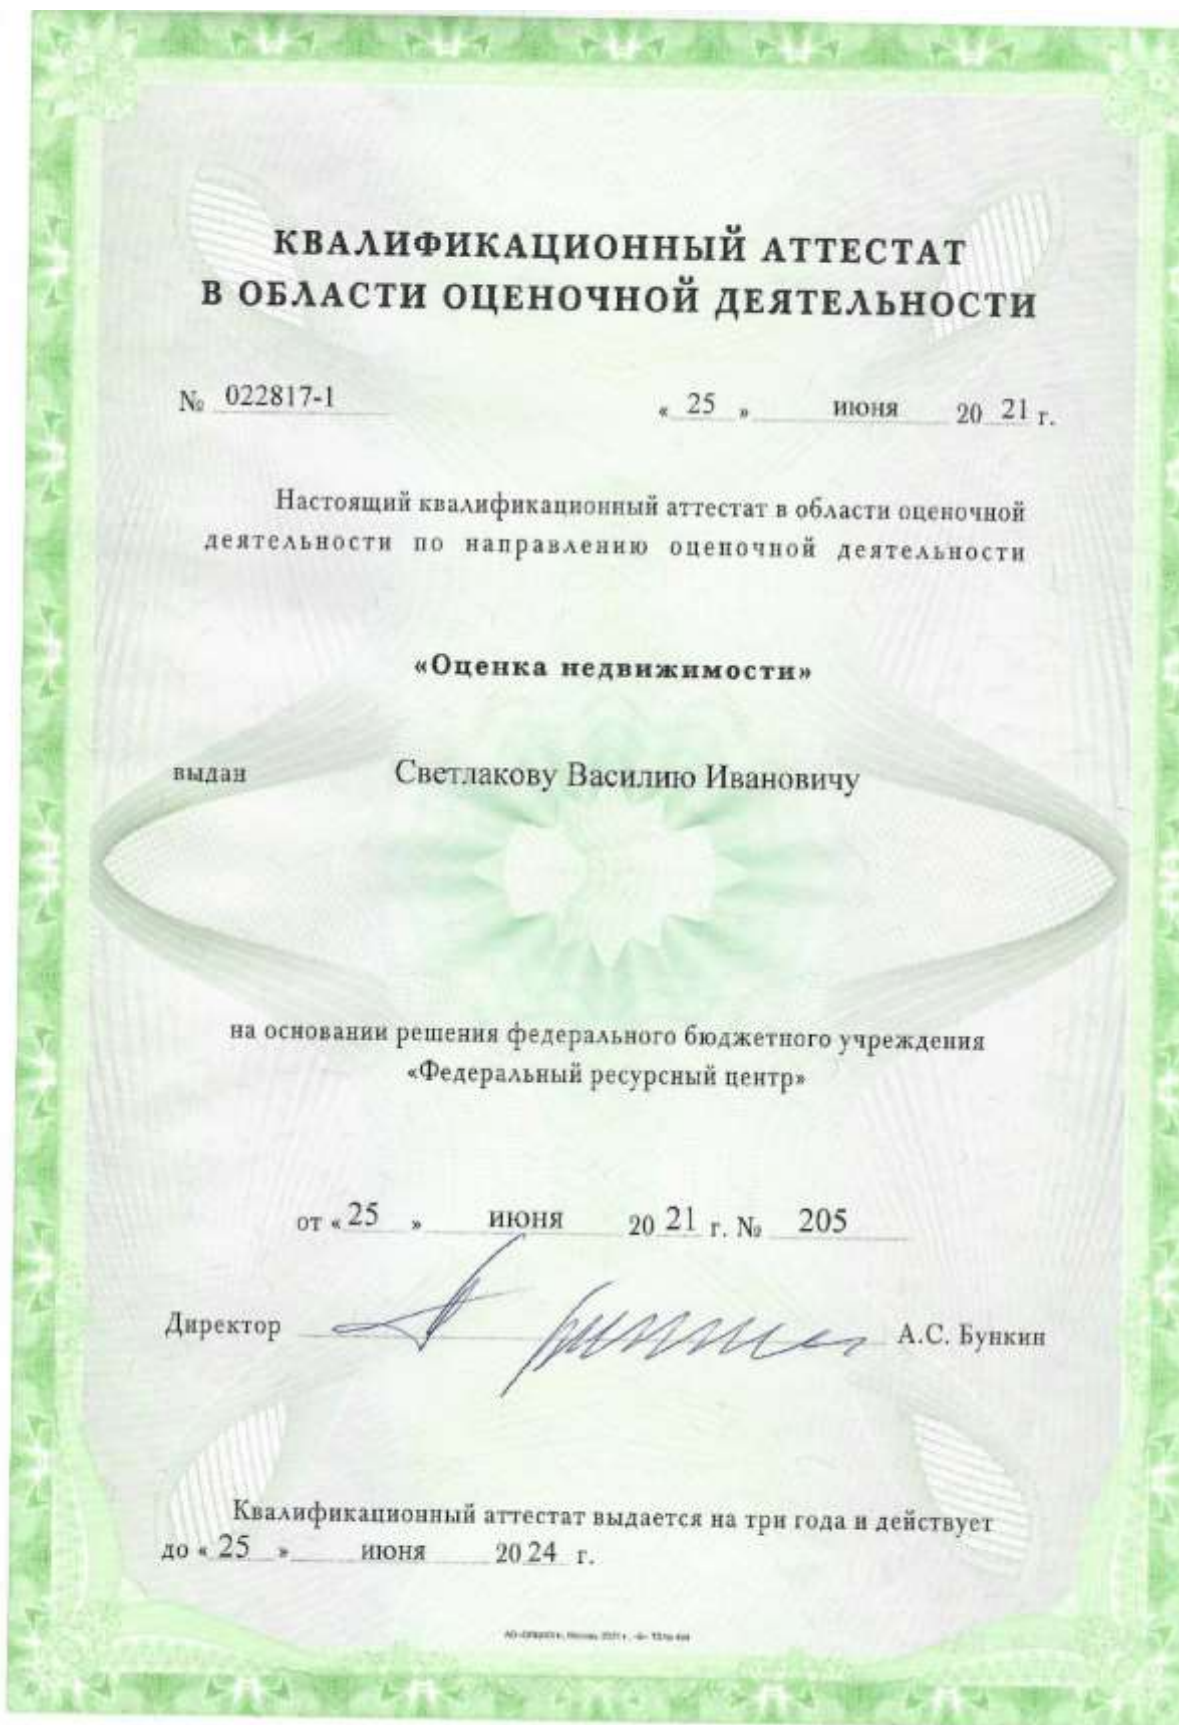 КВАЛИФИКАЦИОННЫЙ АТТЕСТАТ
В ОБЛАСТИ ОЦЕНОЧНОЙ ДЕЯТЕЛЬНОСТИ
№ 022817-1 « 25 » июня 20 21 г.
Настоящий квалификационный аттестат в области оценочной
деятельности по направлению оценочной деятельности
«Оценка недвижимости»
выдан Светлакову Василию Ивановичу
на основании решения федерального бюджетного учреждения
«Федеральный ресурсный центр»
от « 25 » июня 20 21 г. № 205
Директор А.С. Бункин
Квалификационный аттестат выдается на три года и действует
до « 25 » июня 20 24 г.